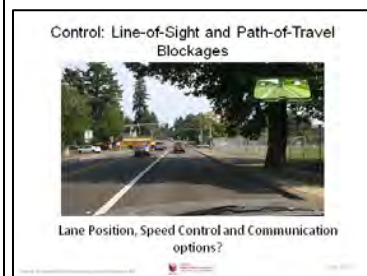 Control: Line-of-Sight and Path-of-Travel
Blockages
Lane Position, Speed Control and Communication
options?